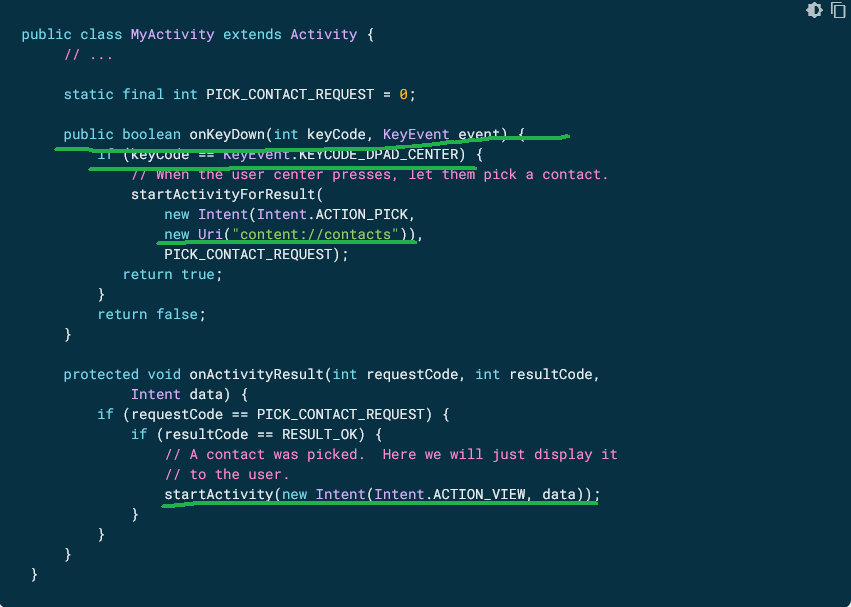 public class MyActivity extends Activity {
// ...
static final int PICK_CONTACT_REQUEST = 0;
public boolean onKeyDown(int keyCode, KeyEvent event) {
if (keyCode == KeyEvent.KEYCODE_DPAD_CENTER) {
// When the user center presses, let them pick a contact.
startActivityForResult(
new Intent(Intent.ACTION_PICK,
new Uri("content://contacts")),
PICK_CONTACT_REQUEST);
return true;
}
return false;
}
protected void onActivityResult(int requestCode, int resultCode,
Intent data) {
if (requestCode == PICK_CONTACT_REQUEST) {
if (resultCode == RESULT_OK) {
// A contact was picked.  Here we will just display it
// to the user.
startActivity(new Intent(Intent.ACTION_VIEW, data));
}
}
}
}